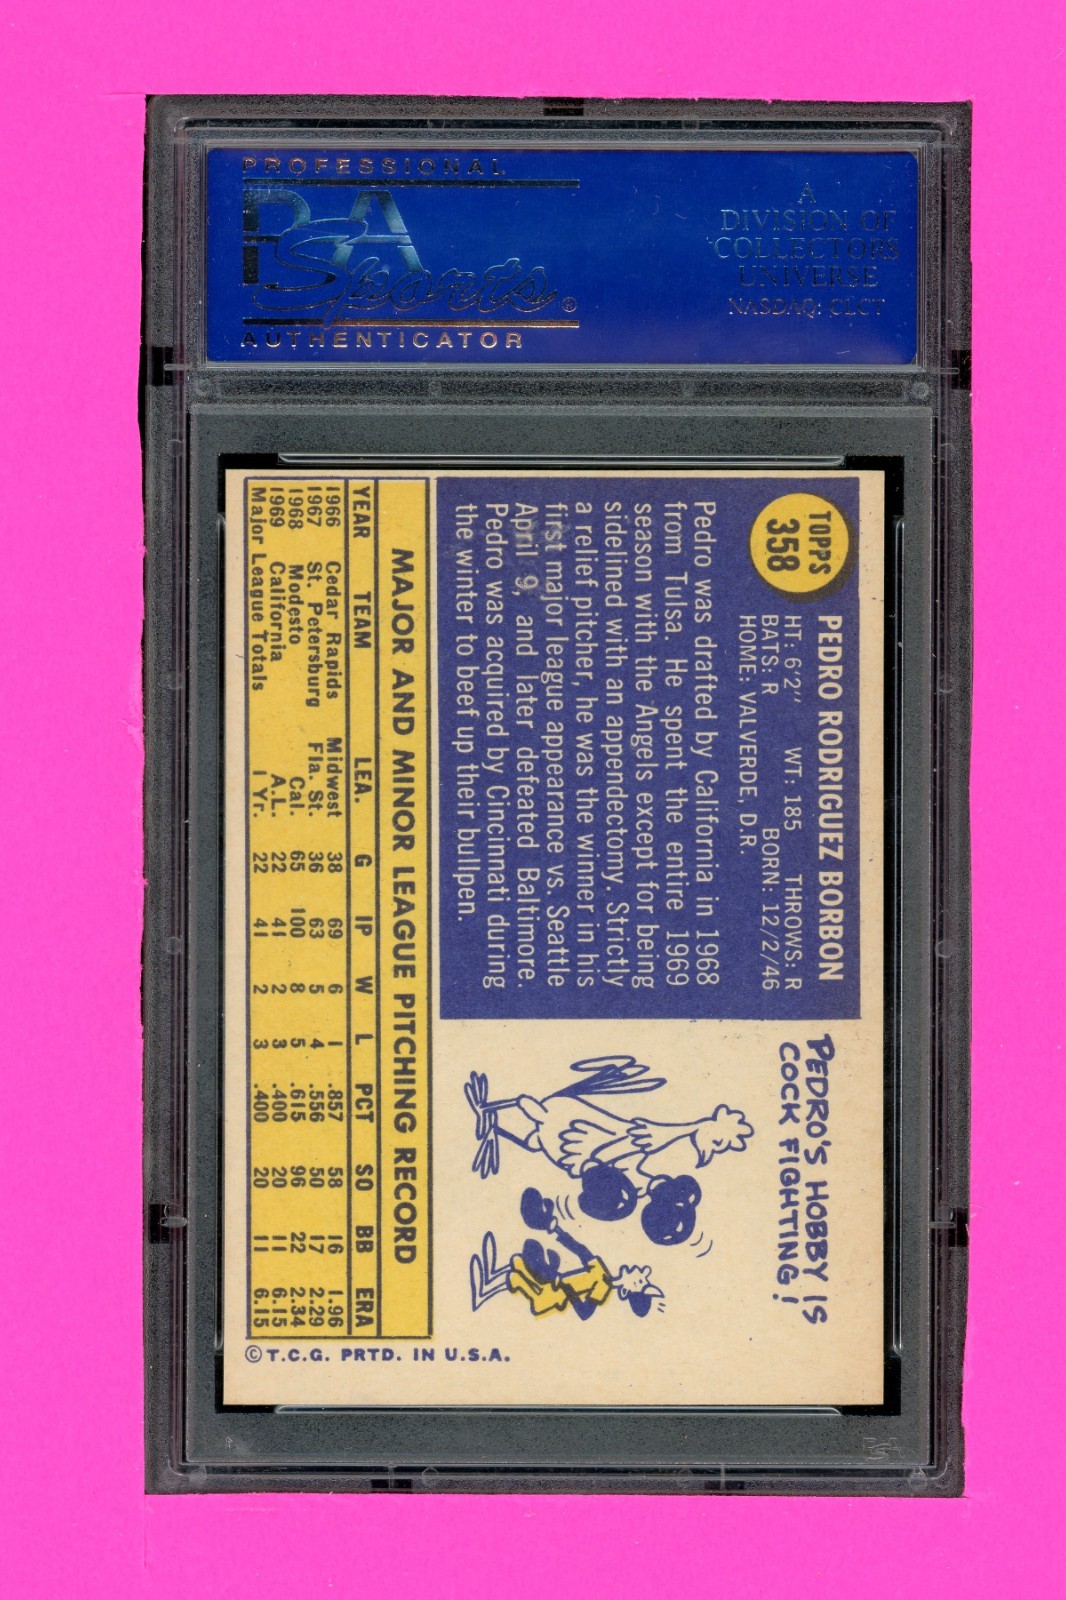 PROFESSIONAL
PSA
Sports®
AUTHENTICATOR
A
DIVISION OF
COLLECTORS
UNIVERSE
NASDAQ: CLCT
TOPPS
358
PEDRO RODRIGUEZ BORBON
HT: 6'2" WT: 185 THROWS: R
BATS: R BORN: 12/2/46
HOME: VALVERDE, D.R.
Pedro was drafted by California in 1968
from Tulsa. He spent the entire 1969
season with the Angels except for being
sidelined with an appendectomy. Strictly
a relief pitcher, he was the winner in his
first major league appearance vs. Seattle
April 9, and later defeated Baltimore.
Pedro was acquired by Cincinnati during
the winter to beef up their bullpen.
PEDRO'S HOBBY IS
COCK FIGHTING!
MAJOR AND MINOR LEAGUE PITCHING RECORD
YEAR TEAM LEA. G IP W L PCT SO BB ERA
1966 Cedar Rapids Midwest 38 69 6 1 .857 58 16 1.96
1967 St. Petersburg Fla. St. 36 63 5 4 .556 50 17 2.29
1968 Modesto Cal. 65 100 8 5 .615 96 22 2.34
1969 California A.L. 22 41 2 3 .400 20 11 6.15
Major League Totals 1 Yr. 22 41 2 3 .400 20 11 6.15
© T.C.G. PRTD. IN U.S.A.